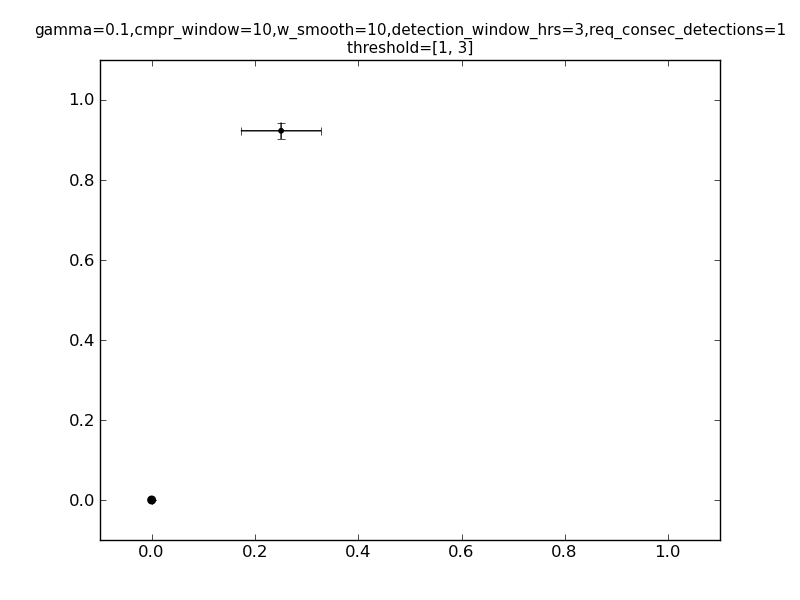 gamma=0.1,cmpr_window=10,w_smooth=10,detection_window_hrs=3,req_consec_detections=1
threshold=[1, 3]
1.0
0.8
0.6
0.4
0.2
0.0
0.0 0.2 0.4 0.6 0.8 1.0